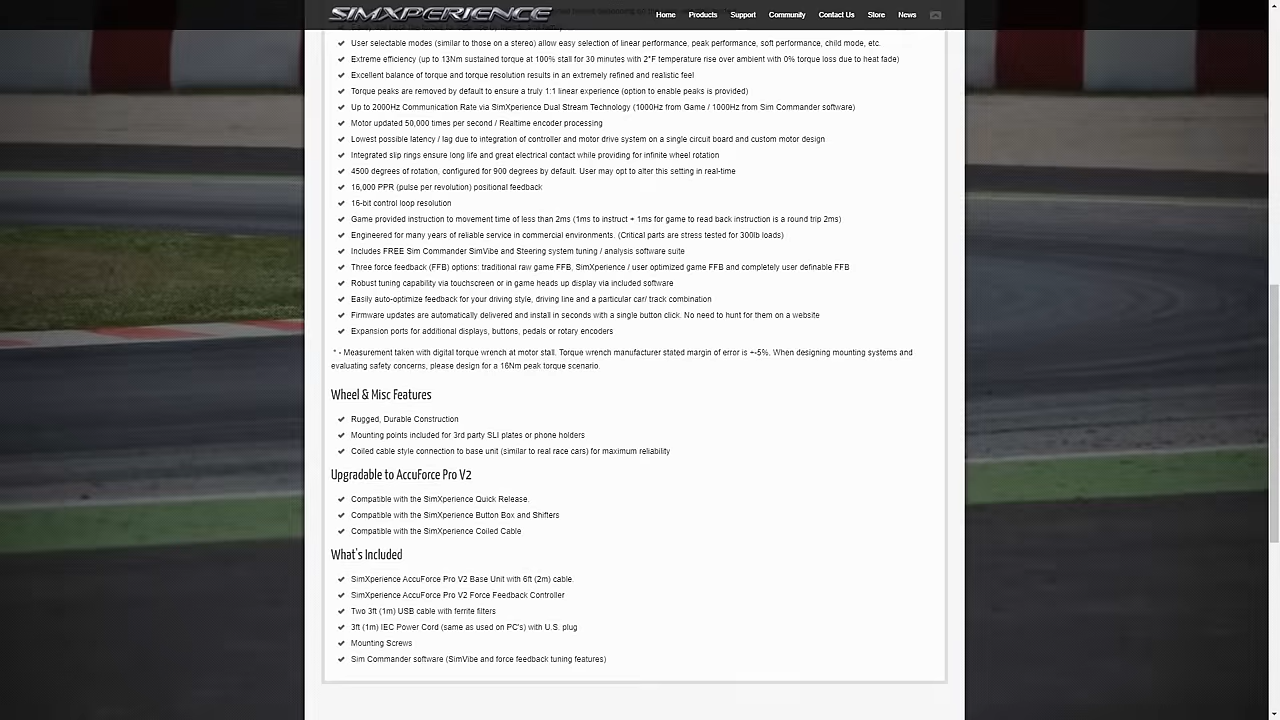 SIMXPERIENCE
Home Products Support Community Contact Us Store News
User selectable modes (similar to those on a stereo) allow easy selection of linear performance, peak performance, soft performance, child mode, etc.
Extreme efficiency (up to 13Nm sustained torque at 100% stall for 30 minutes with 2°F temperature rise over ambient with 0% torque loss due to heat fade)
Excellent balance of torque and torque resolution results in an extremely refined and realistic feel
Torque peaks are removed by default to ensure a truly 1:1 linear experience (option to enable peaks is provided)
Up to 2000Hz Communication Rate via SimXperience Dual Stream Technology (1000Hz from Game / 1000Hz from Sim Commander software)
Motor updated 50,000 times per second / Realtime encoder processing
Lowest possible latency / lag due to integration of controller and motor drive system on a single circuit board and custom motor design
Integrated slip rings ensure long life and great electrical contact while providing for infinite wheel rotation
4500 degrees of rotation, configured for 900 degrees by default. User may opt to alter this setting in real-time
16,000 PPR (pulse per revolution) positional feedback
16-bit control loop resolution
Game provided instruction to movement time of less than 2ms (1ms to instruct + 1ms for game to read back instruction is a round trip 2ms)
Engineered for many years of reliable service in commercial environments. (Critical parts are stress tested for 300lb loads)
Includes FREE Sim Commander SimVibe and Steering system tuning / analysis software suite
Three force feedback (FFB) options: traditional raw game FFB, SimXperience / user optimized game FFB and completely user definable FFB
Robust tuning capability via touchscreen or in game heads up display via included software
Easily auto-optimize feedback for your driving style, driving line and a particular car/ track combination
Firmware updates are automatically delivered and install in seconds with a single button click. No need to hunt for them on a website
Expansion ports for additional displays, buttons, pedals or rotary encoders
* - Measurement taken with digital torque wrench at motor stall. Torque wrench manufacturer stated margin of error is +-5%. When designing mounting systems and
evaluating safety concerns, please design for a 16Nm peak torque scenario.
Wheel & Misc Features
Rugged, Durable Construction
Mounting points included for 3rd party SLI plates or phone holders
Coiled cable style connection to base unit (similar to real race cars) for maximum reliability
Upgradable to AccuForce Pro V2
Compatible with the SimXperience Quick Release.
Compatible with the SimXperience Button Box and Shifters
Compatible with the SimXperience Coiled Cable
What's Included
SimXperience AccuForce Pro V2 Base Unit with 6ft (2m) cable.
SimXperience AccuForce Pro V2 Force Feedback Controller
Two 3ft (1m) USB cable with ferrite filters
3ft (1m) IEC Power Cord (same as used on PC's) with U.S. plug
Mounting Screws
Sim Commander software (SimVibe and force feedback tuning features)